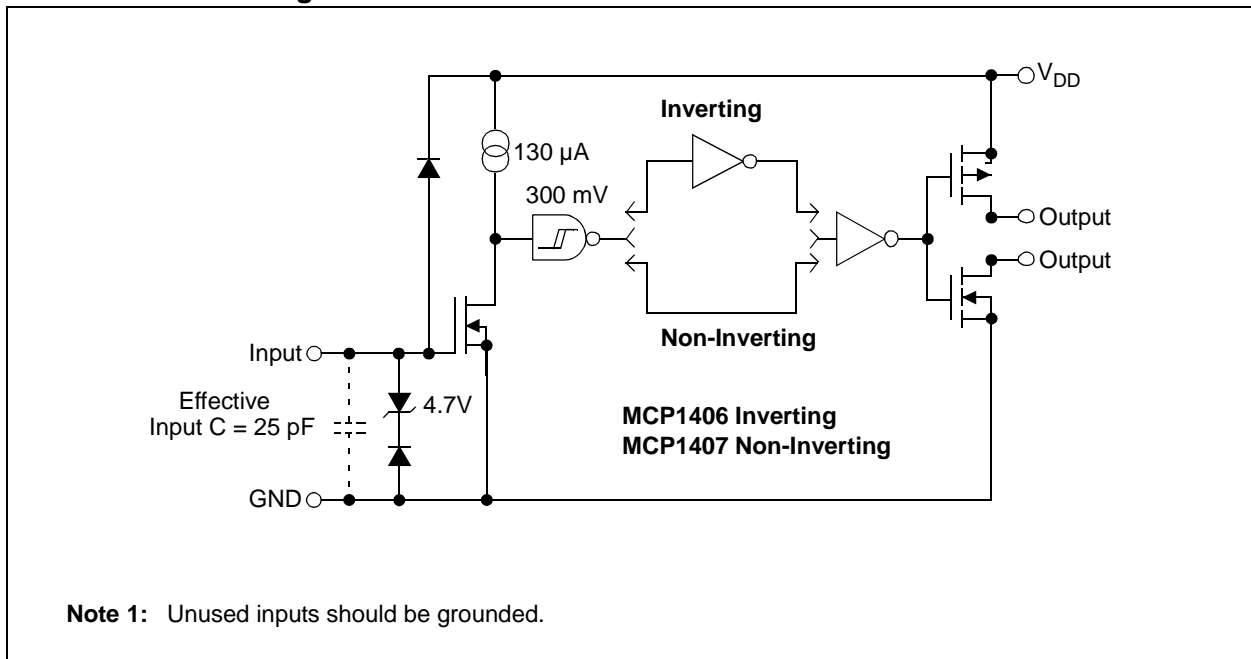 V_DD
Inverting
130 µA
300 mV
Output
Output
Non-Inverting
Input
4.7V
Effective
Input C = 25 pF
MCP1406 Inverting
MCP1407 Non-Inverting
GND
Note 1: Unused inputs should be grounded.